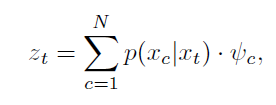 z_t = \sum_{c=1}^{N} p(x_c|x_t) \cdot \psi_c,